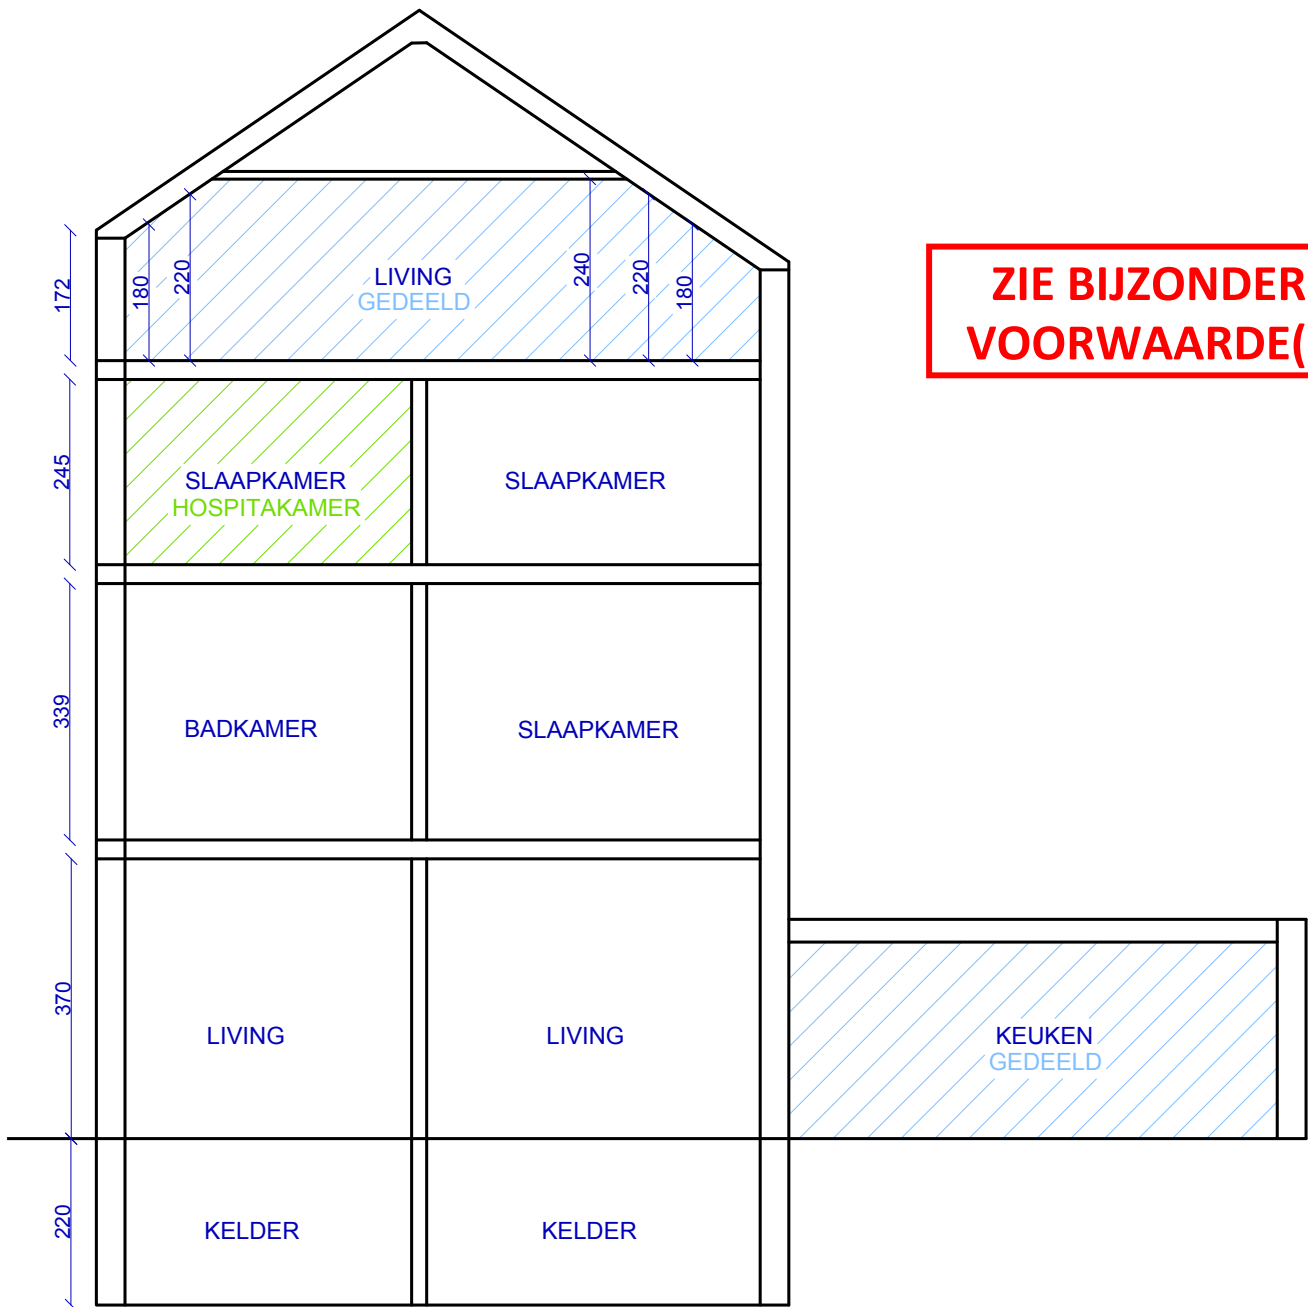 172
180
220
LIVING
GEDEELD
240
220
180
ZIE BIJZONDER
VOORWAARDE(
245
SLAAPKAMER
HOSPITAKAMER
SLAAPKAMER
339
BADKAMER
SLAAPKAMER
370
LIVING
LIVING
KEUKEN
GEDEELD
220
KELDER
KELDER